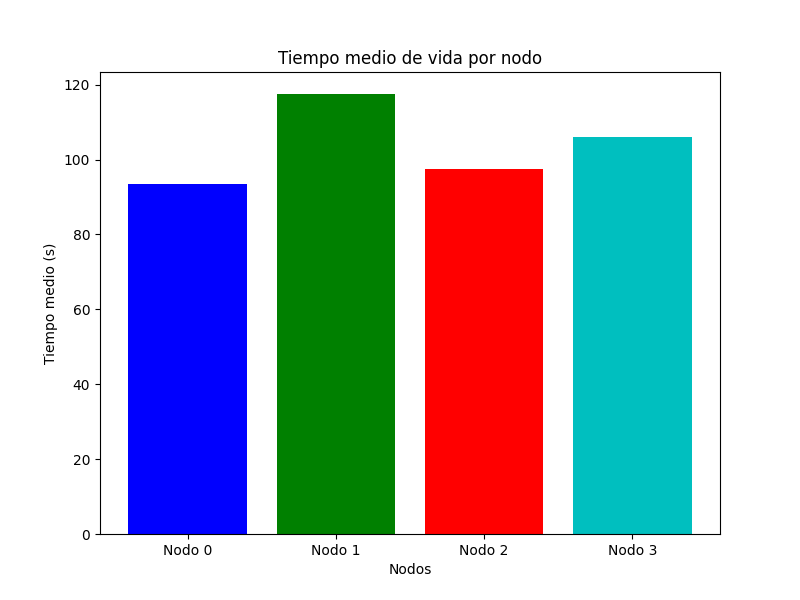 Tiempo medio de vida por nodo
Tiempo medio (s)
120
100
80
60
40
20
0
Nodo 0
Nodo 1
Nodo 2
Nodo 3
Nodos